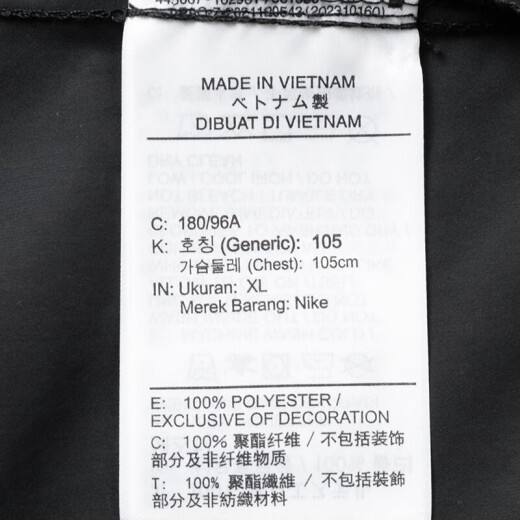 (202310160)
MADE IN VIETNAM
ベトナム製
DIBUAT DI VIETNAM
C: 180/96A
K: 호칭 (Generic): 105
가슴둘레 (Chest): 105cm
IN: Ukuran: XL
Merek Barang: Nike
E: 100% POLYESTER /
EXCLUSIVE OF DECORATION
C: 100% 聚酯纤维 / 不包括装饰
部分及非纤维物质
T: 100% 聚酯纖維 / 不包括裝飾
部分及非紡織材料